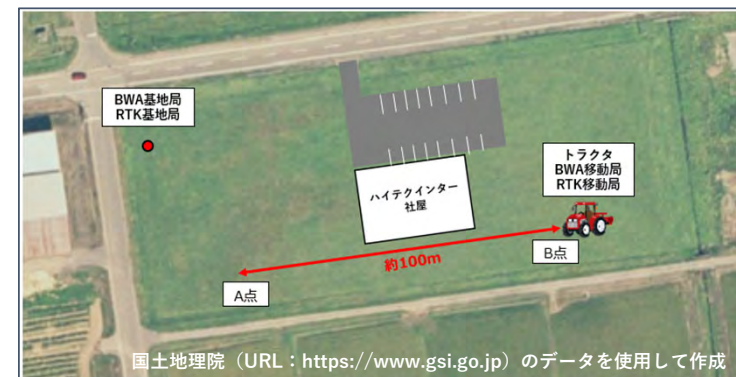 BWA基地局
RTK基地局
ハイテクインター
社屋
トラクタ
BWA移動局
RTK移動局
約100m
B点
A点
国土地理院（URL：https://www.gsi.go.jp）のデータを使用して作成